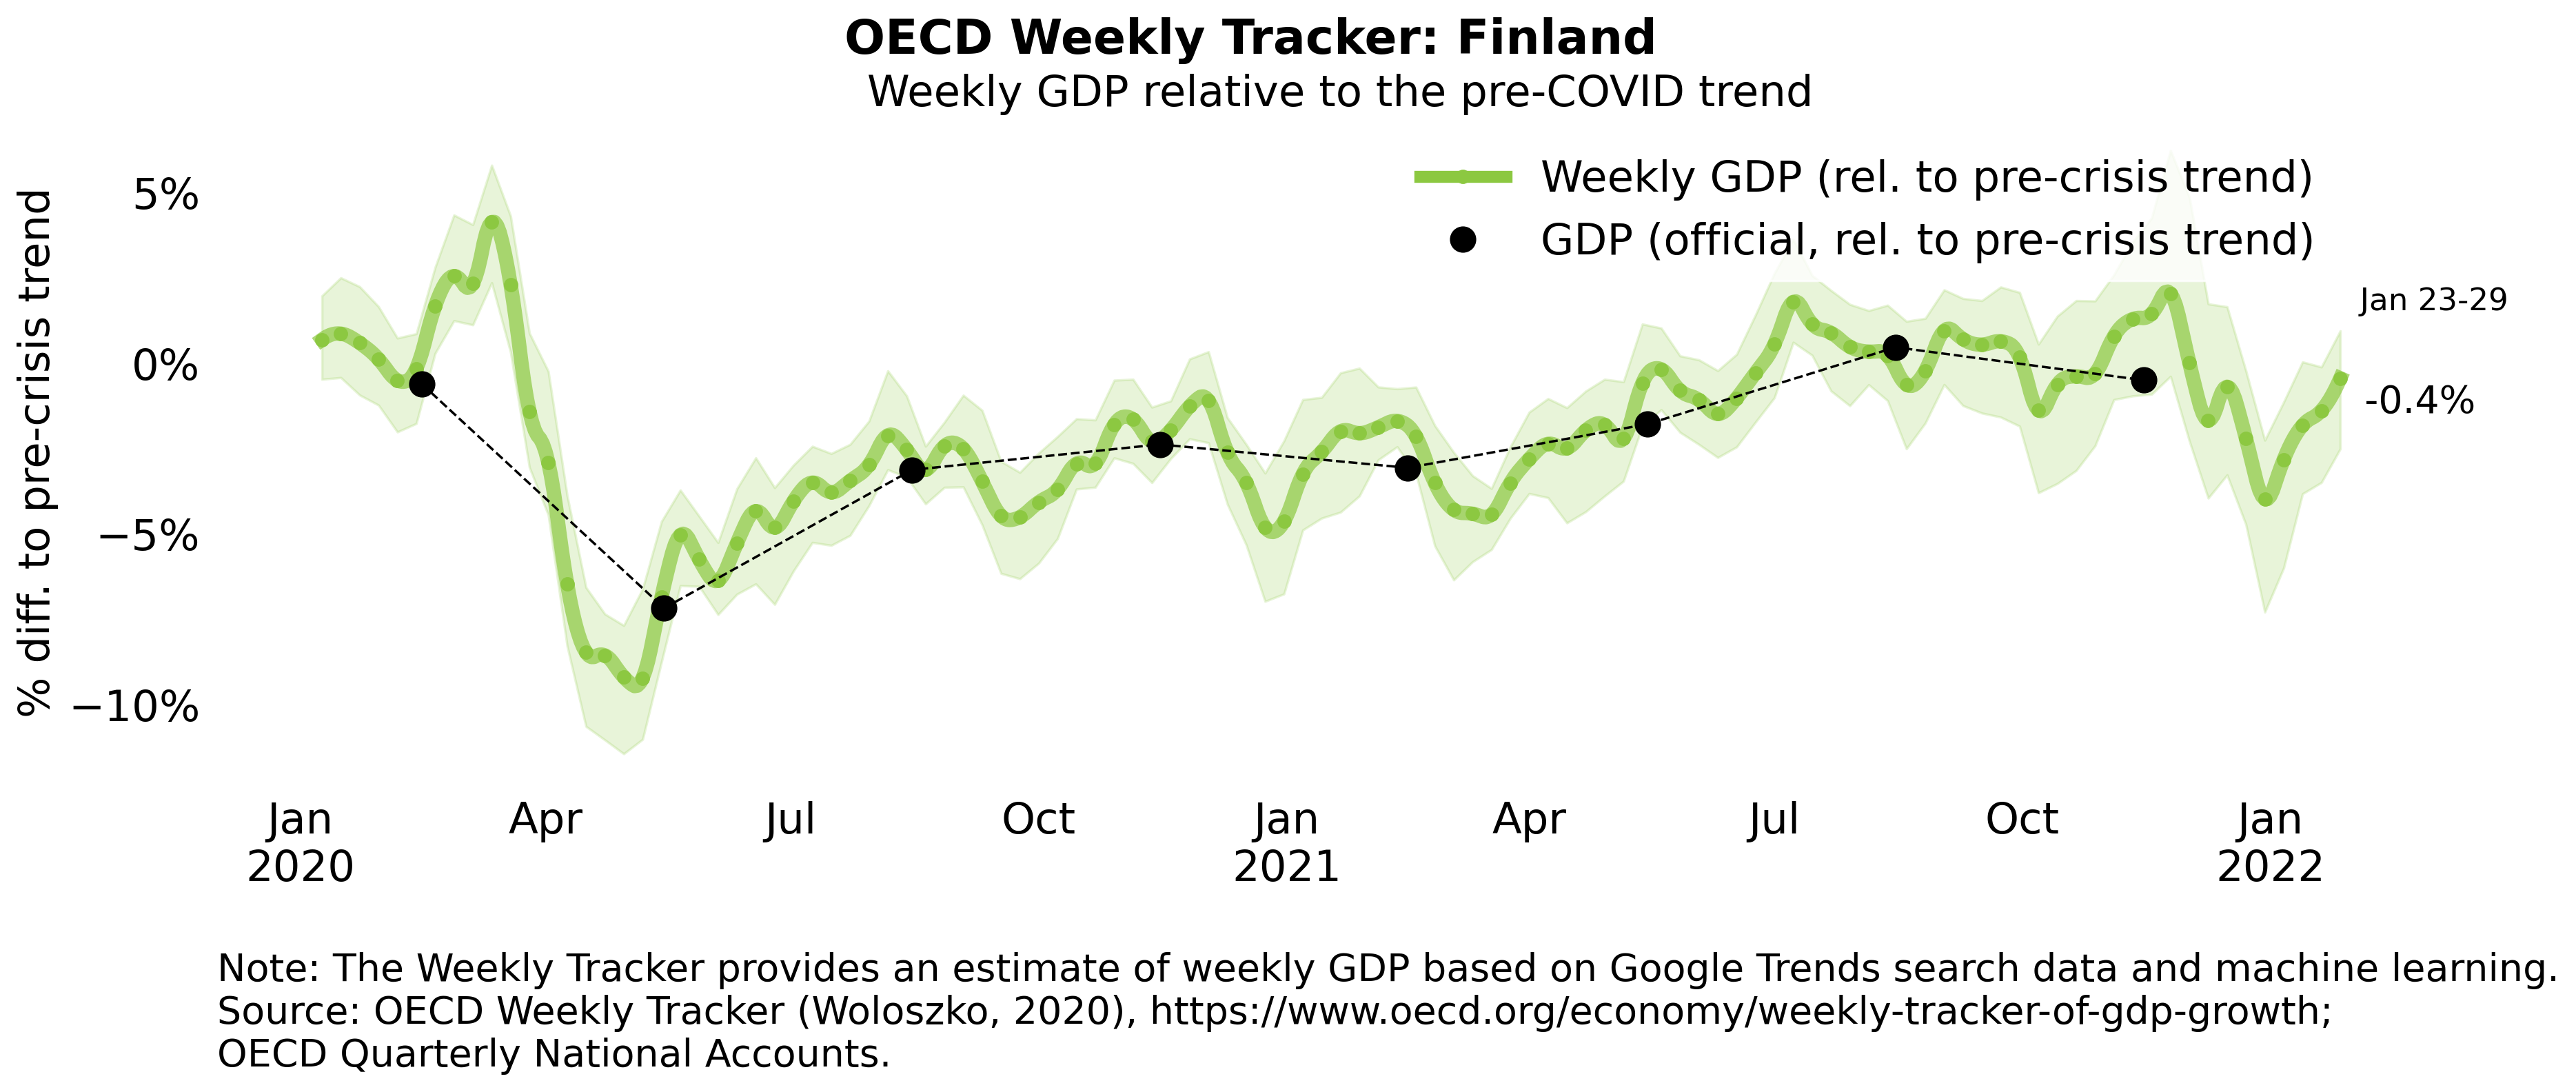 OECD Weekly Tracker: Finland
Weekly GDP relative to the pre-COVID trend
Weekly GDP (rel. to pre-crisis trend)
GDP (official, rel. to pre-crisis trend)
% diff. to pre-crisis trend
5%
0%
−5%
−10%
Jan 23-29
-0.4%
Jan Apr Jul Oct Jan Apr Jul Oct Jan
2020 2021 2022
Note: The Weekly Tracker provides an estimate of weekly GDP based on Google Trends search data and machine learning.
Source: OECD Weekly Tracker (Woloszko, 2020), https://www.oecd.org/economy/weekly-tracker-of-gdp-growth;
OECD Quarterly National Accounts.